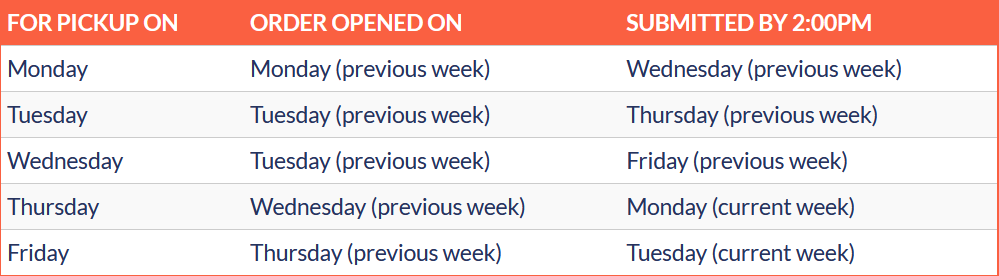 FOR PICKUP ON ORDER OPENED ON SUBMITTED BY 2:00PM
Monday Monday (previous week) Wednesday (previous week)
Tuesday Tuesday (previous week) Thursday (previous week)
Wednesday Tuesday (previous week) Friday (previous week)
Thursday Wednesday (previous week) Monday (current week)
Friday Thursday (previous week) Tuesday (current week)